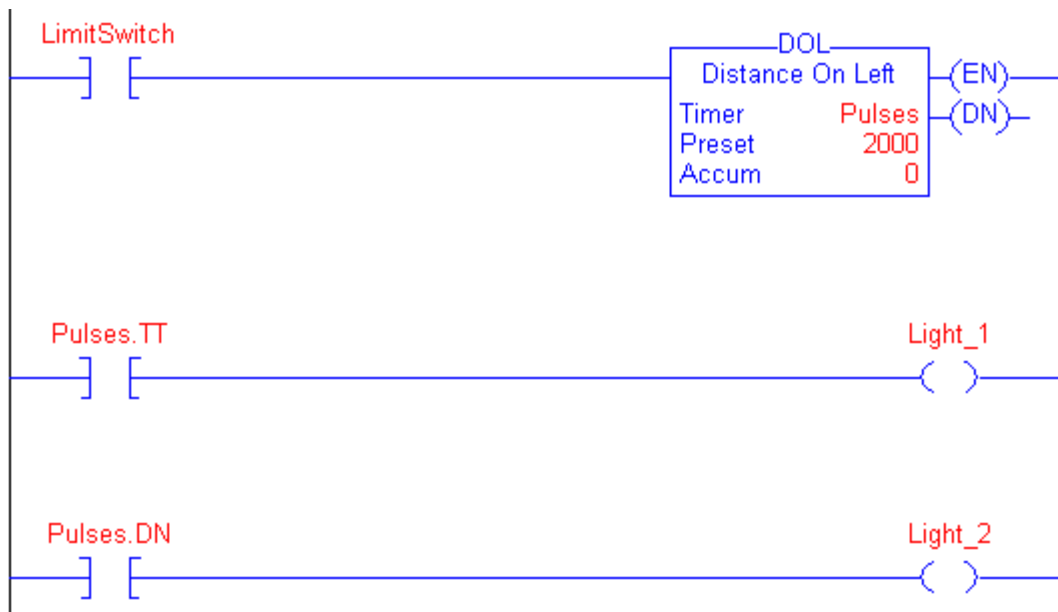 LimitSwitch
DOL
Distance On Left
EN
Timer Pulses
DN
Preset 2000
Accum 0
Pulses.TT
Light_1
Pulses.DN
Light_2